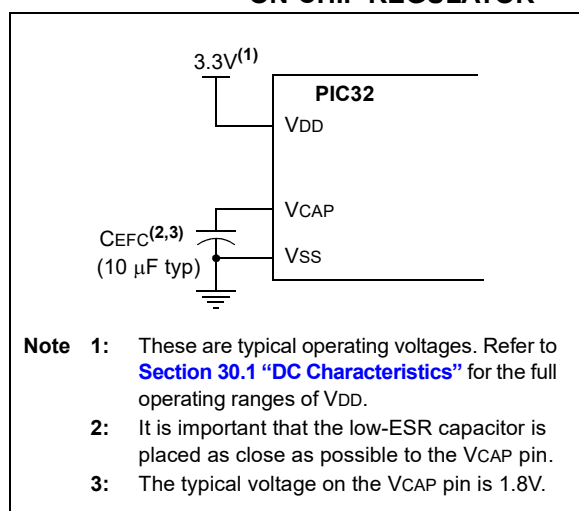 ON-CHIP REGULATOR
3.3V(1)
PIC32
VDD
VCAP
CEFC(2,3)
(10 μF typ)
VSS
Note 1: These are typical operating voltages. Refer to
Section 30.1 “DC Characteristics” for the full
operating ranges of VDD.
2: It is important that the low-ESR capacitor is
placed as close as possible to the VCAP pin.
3: The typical voltage on the VCAP pin is 1.8V.